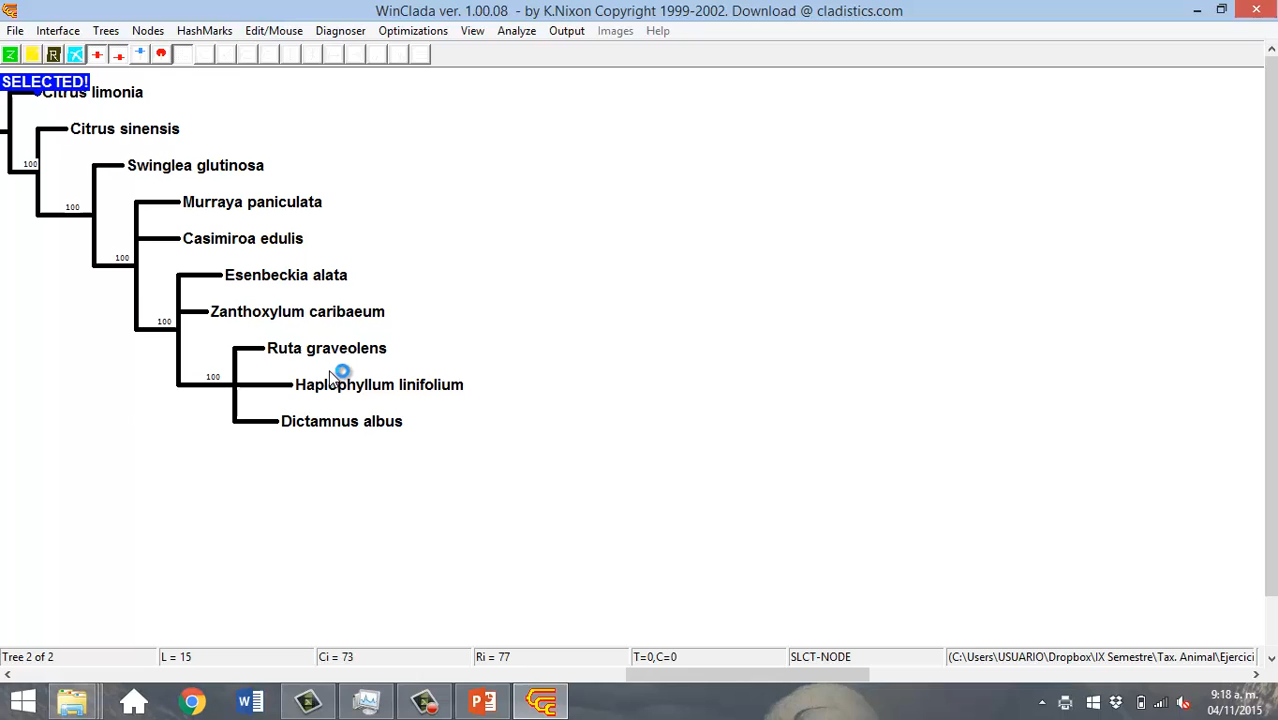 WinClada ver. 1.00.08 - by K.Nixon Copyright 1999-2002. Download @ cladistics.com
File Interface Trees Nodes HashMarks Edit/Mouse Diagnoser Optimizations View Analyze Output Images Help
Z R
SELECTED!
Citrus limonia
Citrus sinensis
100
Swinglea glutinosa
Murraya paniculata
100
Casimiroa edulis
100
Esenbeckia alata
Zanthoxylum caribaeum
100
Ruta graveolens
100
Haplophyllum linifolium
Dictamnus albus
Tree 2 of 2 L = 15 Ci = 73 Ri = 77 T=0,C=0 SLCT-NODE (C:\Users\USUARIO\Dropbox\IX Semestre\Tax. Animal\Ejercici
9:18 a. m.
04/11/2015